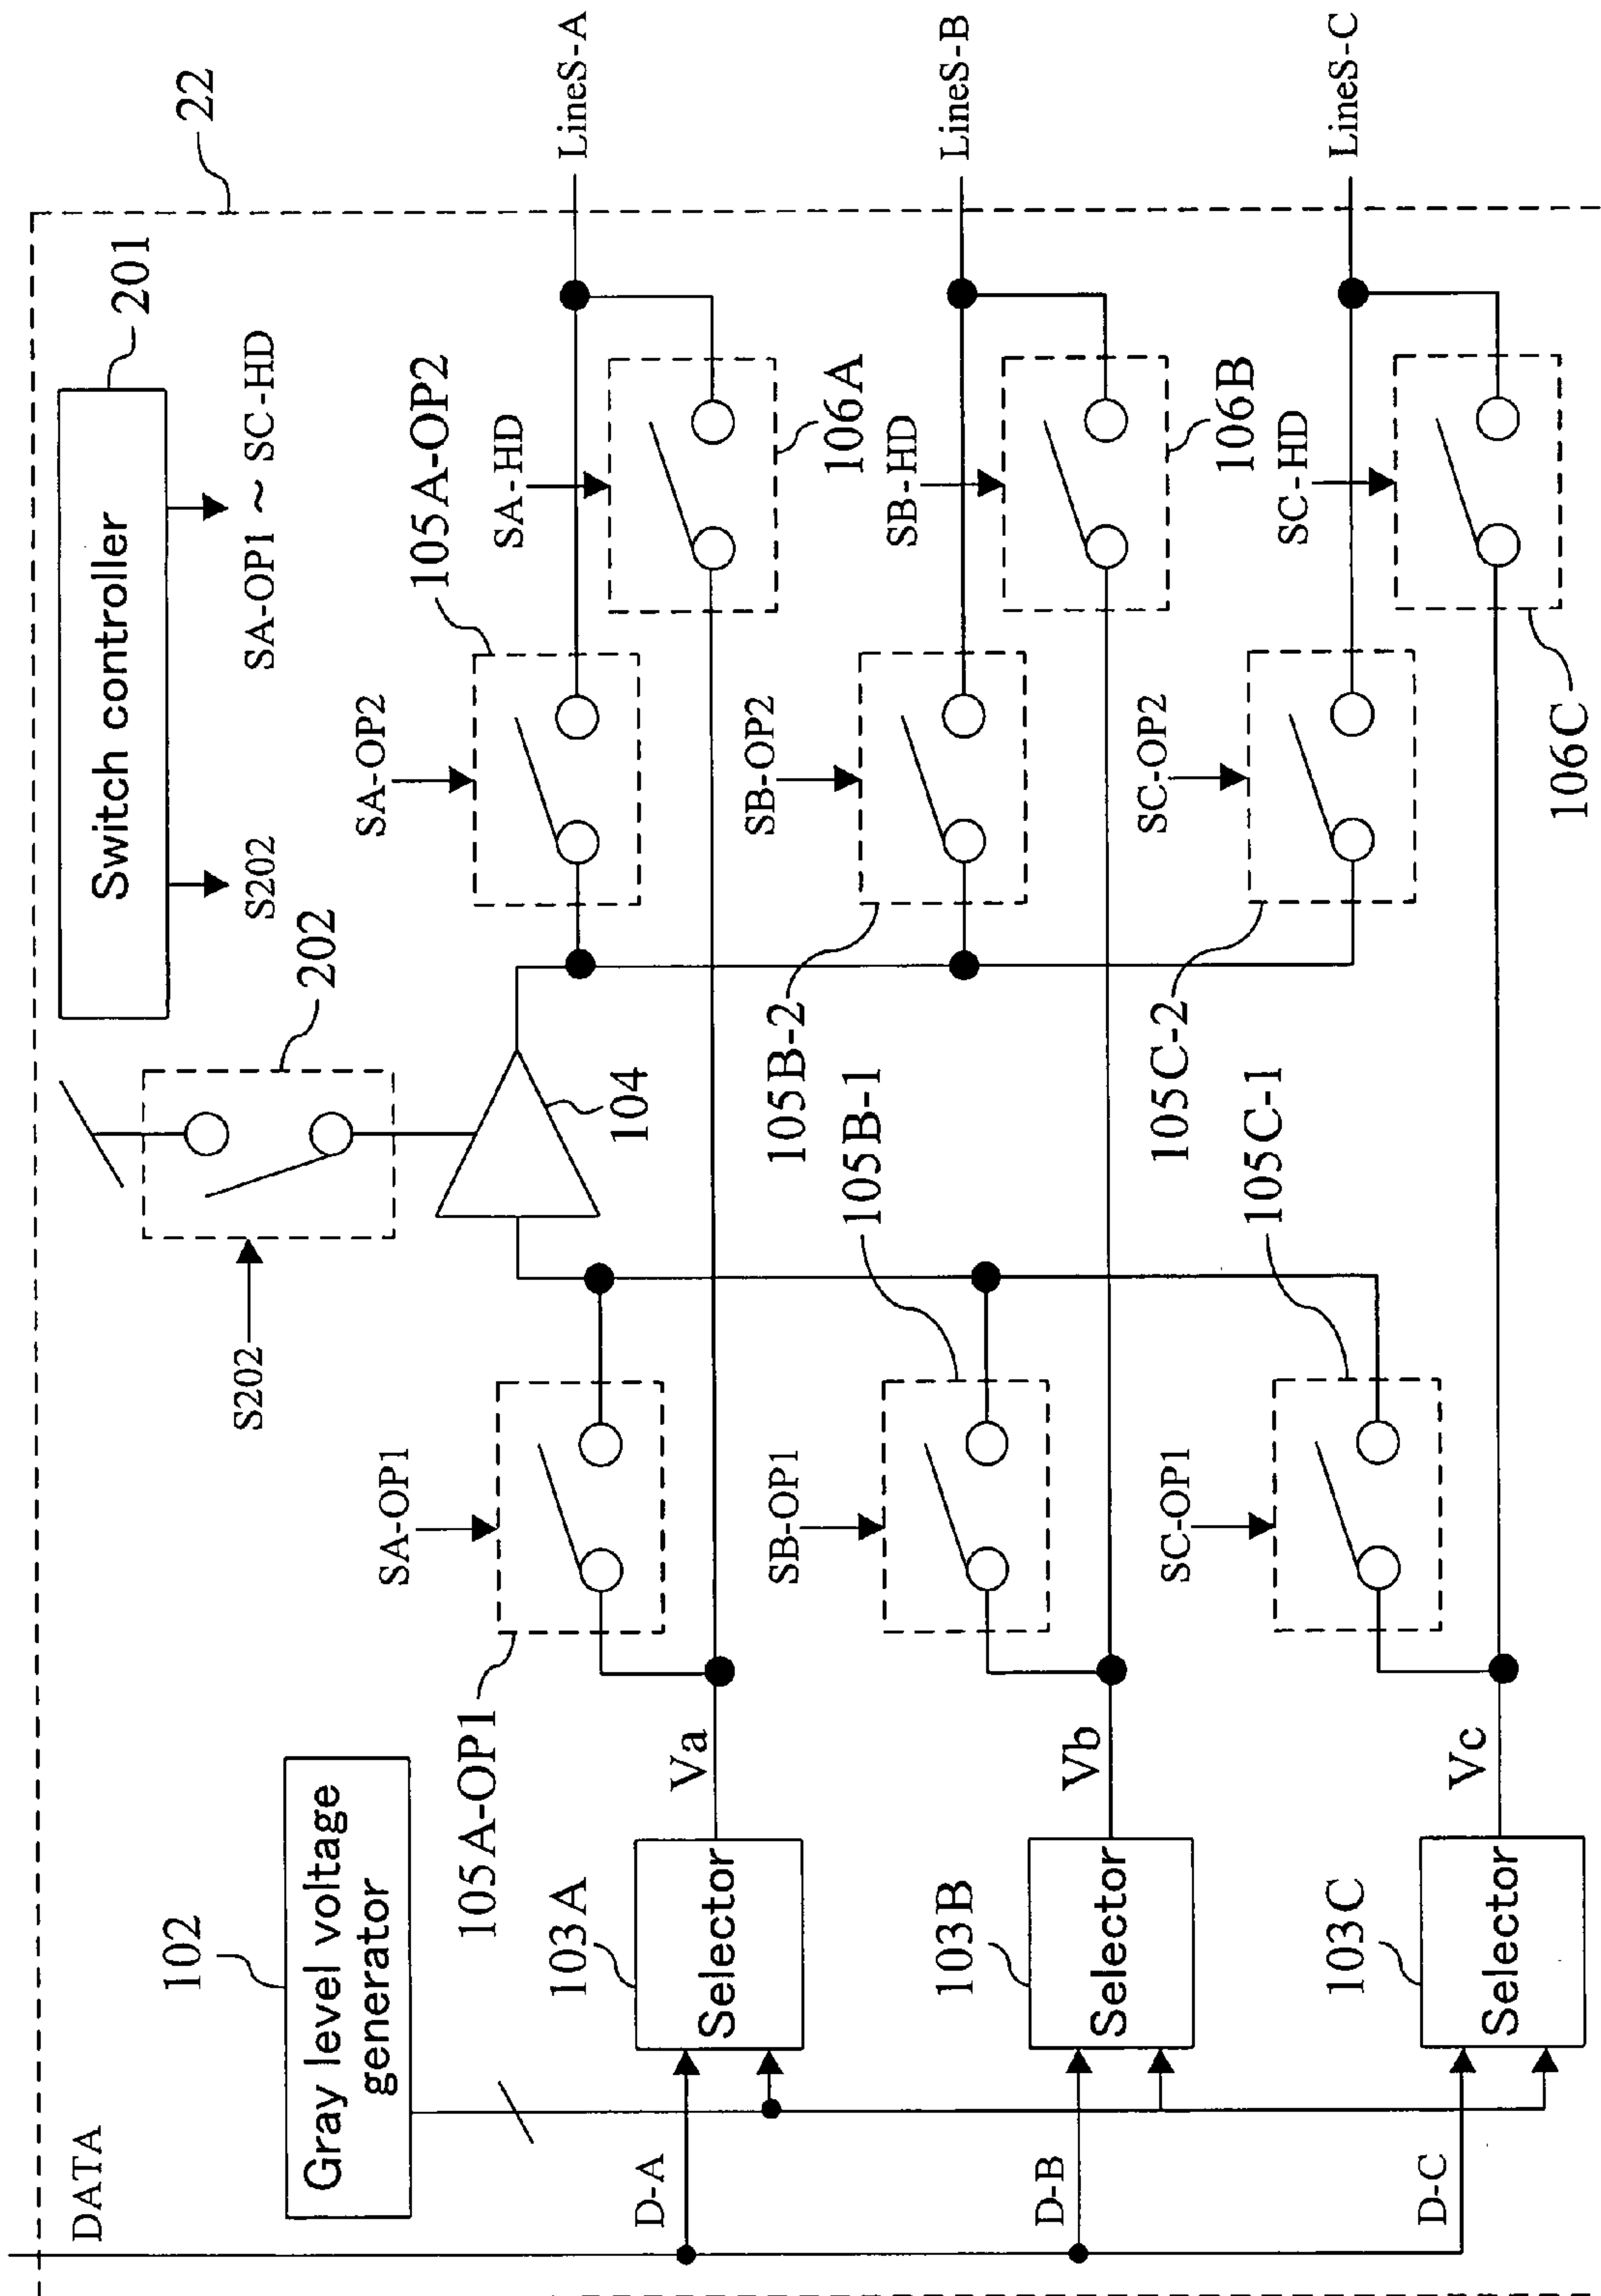 DATA
22
Switch controller
201
S202
SA-OP1 ~ SC-HD
202
S202
102
Gray level voltage
generator
SA-OP1
SA-OP2
105A-OP2
SA-HD
LineS-A
104
105A-OP1
103A
D-A
Selector
Va
106A
SB-OP1
105B-1
105B-2
SB-OP2
SB-HD
LineS-B
103B
D-B
Selector
Vb
106B
SC-OP1
105C-1
105C-2
SC-OP2
SC-HD
LineS-C
103C
D-C
Selector
Vc
106C